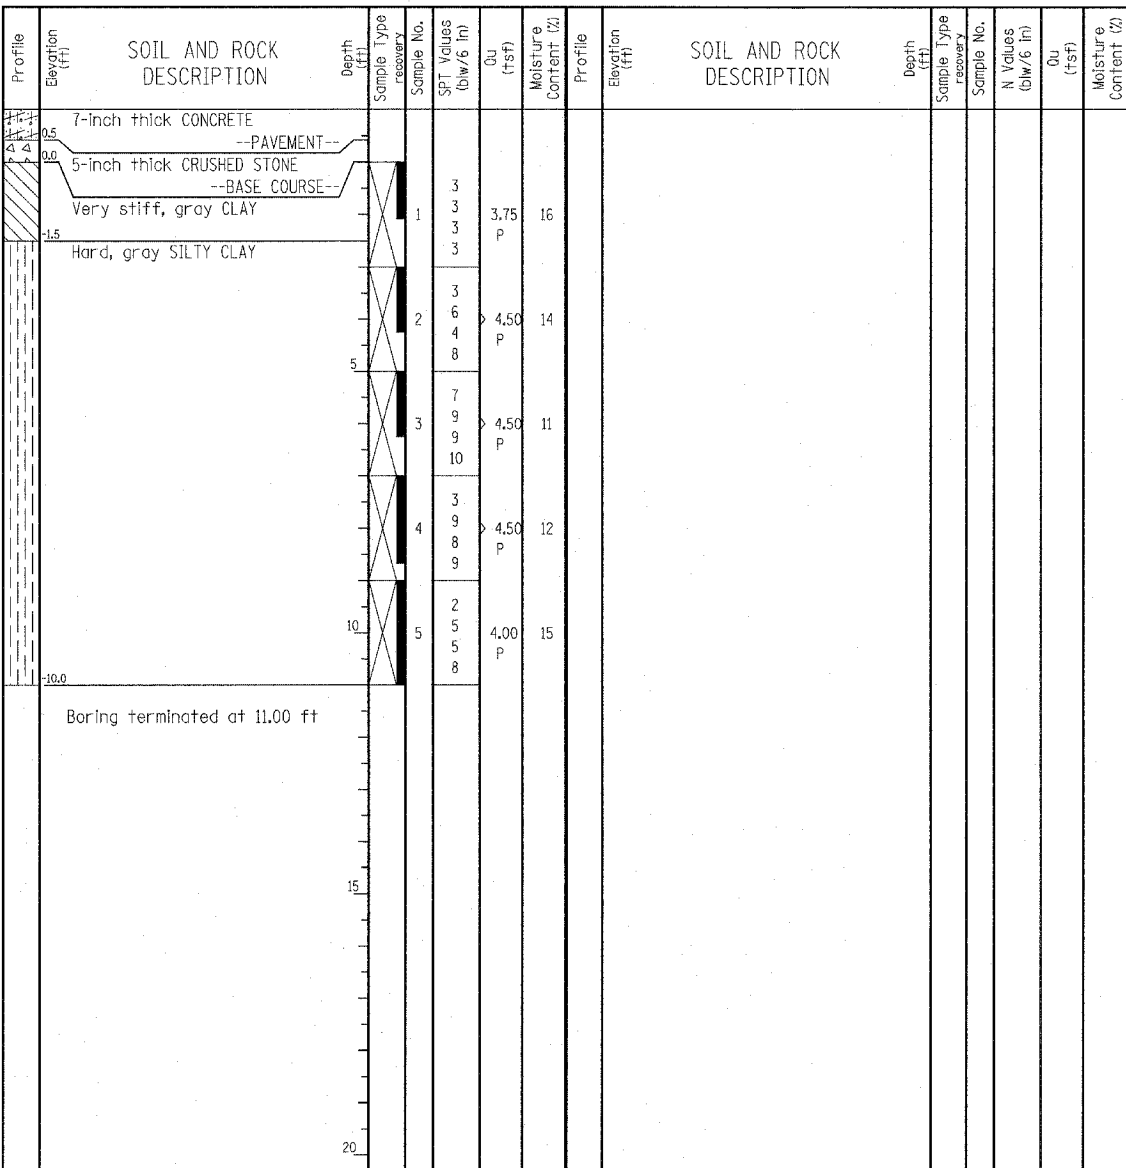 Profile
Elevation (ft)
SOIL AND ROCK
DESCRIPTION
Depth (ft)
Sample Type
recovery
Sample No.
SPT Values
(blw/6 in)
Qu
(tsf)
Moisture
Content (%)
Profile
Elevation (ft)
SOIL AND ROCK
DESCRIPTION
Depth (ft)
Sample Type
recovery
Sample No.
N Values
(blw/6 in)
Qu
(tsf)
Moisture
Content (%)
7-inch thick CONCRETE
0.5
--PAVEMENT--
0.0
5-inch thick CRUSHED STONE
--BASE COURSE--
Very stiff, gray CLAY
-1.5
Hard, gray SILTY CLAY
1
3
3
3
3
3.75
P
16
2
3
6
4
8
> 4.50
P
14
5
3
7
9
9
10
> 4.50
P
11
4
3
9
8
9
> 4.50
P
12
10
5
2
5
5
8
4.00
P
15
-10.0
Boring terminated at 11.00 ft
15
20